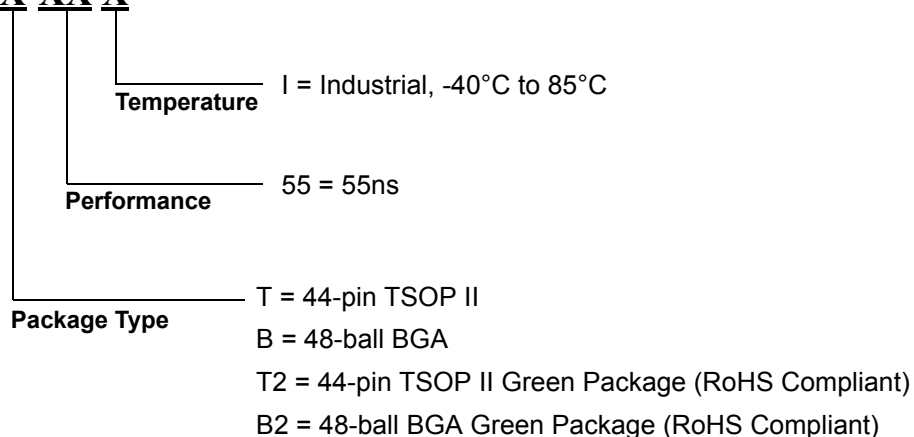 I = Industrial, -40°C to 85°C
Temperature
55 = 55ns
Performance
T = 44-pin TSOP II
Package Type
B = 48-ball BGA
T2 = 44-pin TSOP II Green Package (RoHS Compliant)
B2 = 48-ball BGA Green Package (RoHS Compliant)